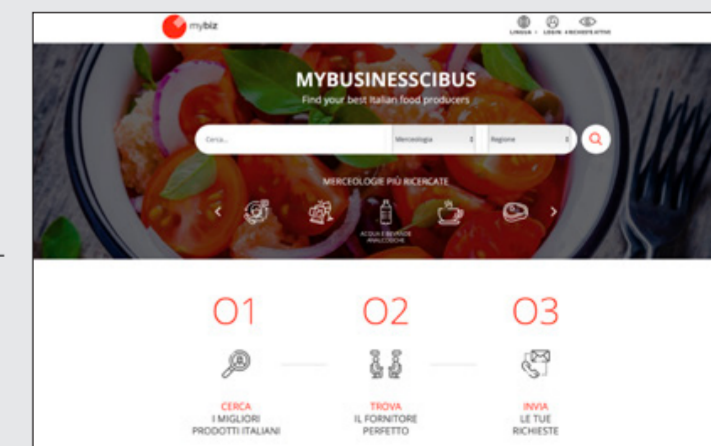 mybiz
LINGUA LOGIN 4 RICHIESTE ATTIVE
MYBUSINESSCIBUS
Find your best Italian food producers
Cerca... Merceologia Regione
MERCEOLOGIE PIÙ RICERCATE
ACQUA E BEVANDE
ANALCOLICHE
01 02 03
CERCA
I MIGLIORI
PRODOTTI ITALIANI
TROVA
IL FORNITORE
PERFETTO
INVIA
LE TUE
RICHIESTE